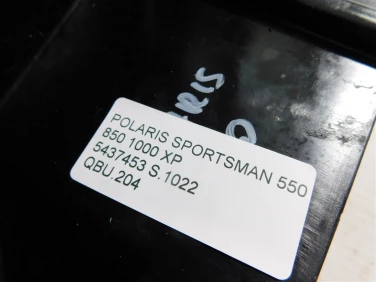 POLARIS SPORTSMAN 550
850 1000 XP
5437453 S.1022
QBU.204